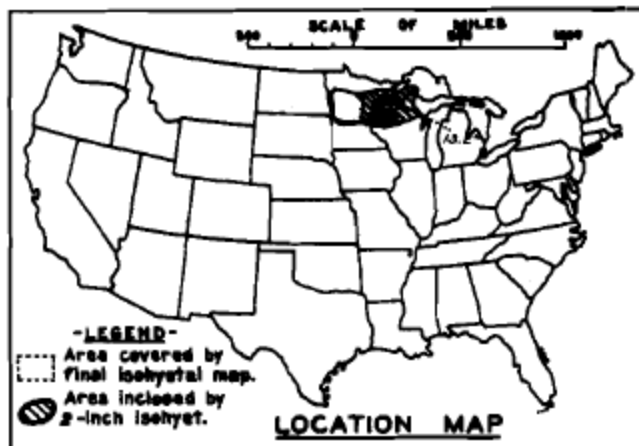 SCALE OF MILES
500 0 500 1000
-LEGEND-
Area covered by
final isohyetal map.
Area included by
2-inch isohyet.
LOCATION MAP